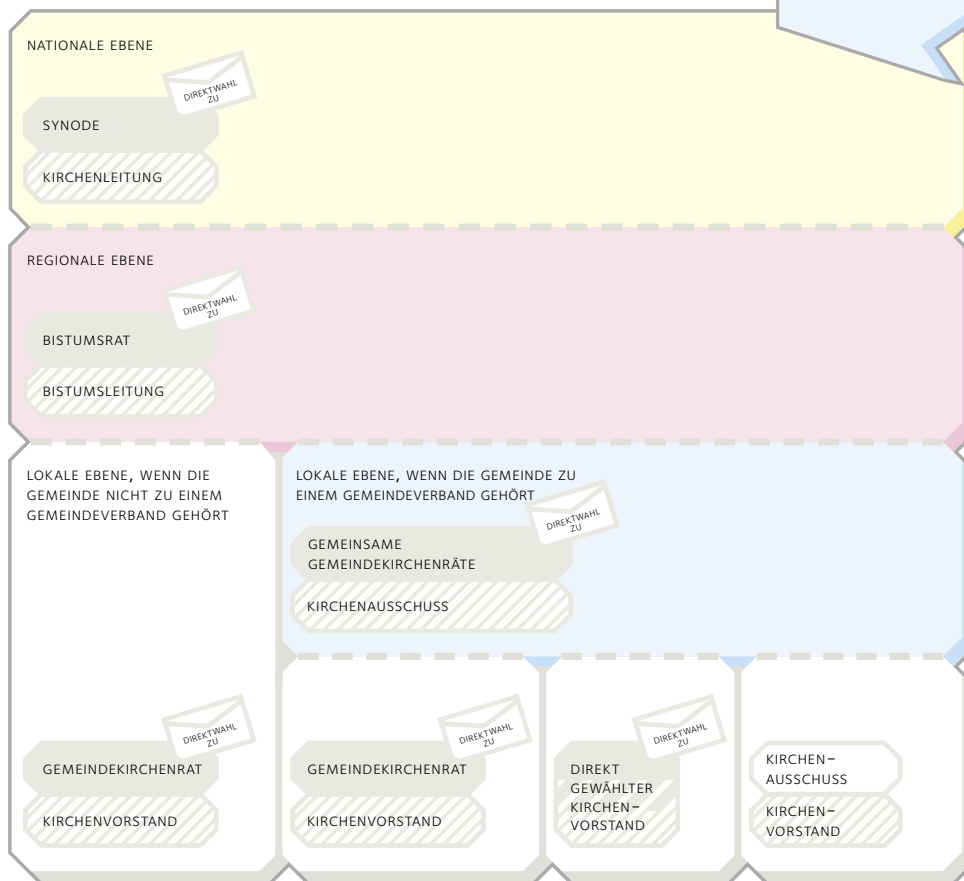 NATIONALE EBENE
DIREKTWAHL
ZU
SYNODE
KIRCHENLEITUNG
REGIONALE EBENE
DIREKTWAHL
ZU
BISTUMSRAT
BISTUMSLEITUNG
LOKALE EBENE, WENN DIE
GEMEINDE NICHT ZU EINEM
GEMEINDEVERBAND GEHÖRT
LOKALE EBENE, WENN DIE GEMEINDE ZU
EINEM GEMEINDEVERBAND GEHÖRT
DIREKTWAHL
ZU
GEMEINSAME
GEMEINDEKIRCHENRÄTE
KIRCHENAUSSCHUSS
DIREKTWAHL
ZU
GEMEINDEKIRCHENRAT
KIRCHENVORSTAND
DIREKTWAHL
ZU
GEMEINDEKIRCHENRAT
KIRCHENVORSTAND
DIREKTWAHL
ZU
DIREKT
GEWÄHLTER
KIRCHEN-
VORSTAND
KIRCHEN-
AUSSCHUSS
KIRCHEN-
VORSTAND